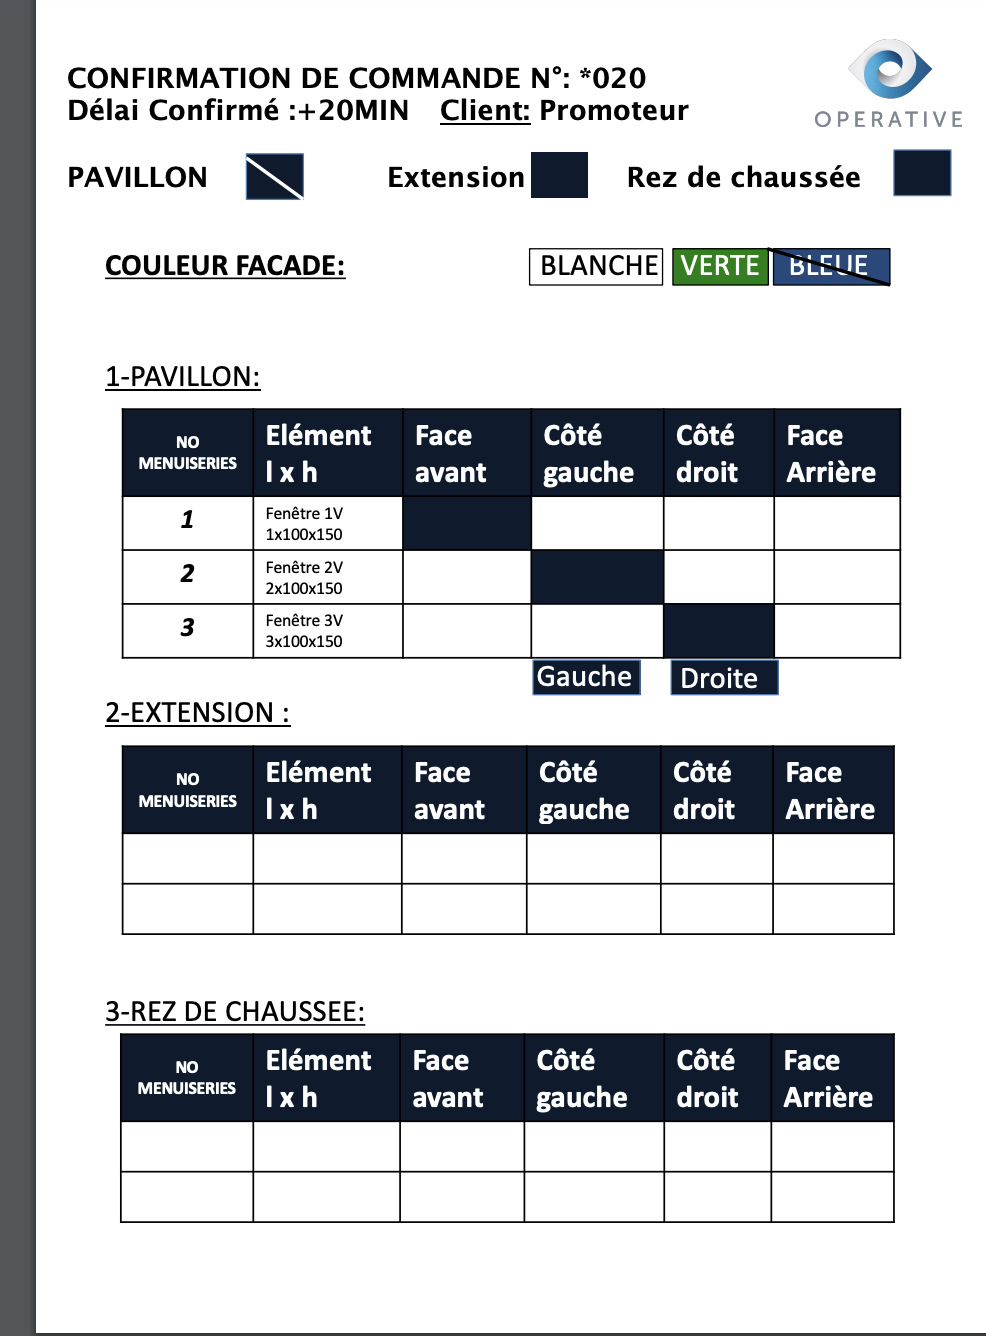 CONFIRMATION DE COMMANDE N°: *020
Délai Confirmé :+20MIN Client: Promoteur
OPERATIVE
PAVILLON Extension Rez de chaussée
COULEUR FACADE: BLANCHE VERTE BLEUE
1-PAVILLON:
NO MENUISERIES Elément l x h Face avant Côté gauche Côté droit Face Arrière
1 Fenêtre 1V 1x100x150
2 Fenêtre 2V 2x100x150
3 Fenêtre 3V 3x100x150
Gauche Droite
2-EXTENSION :
NO MENUISERIES Elément l x h Face avant Côté gauche Côté droit Face Arrière
3-REZ DE CHAUSSEE:
NO MENUISERIES Elément l x h Face avant Côté gauche Côté droit Face Arrière